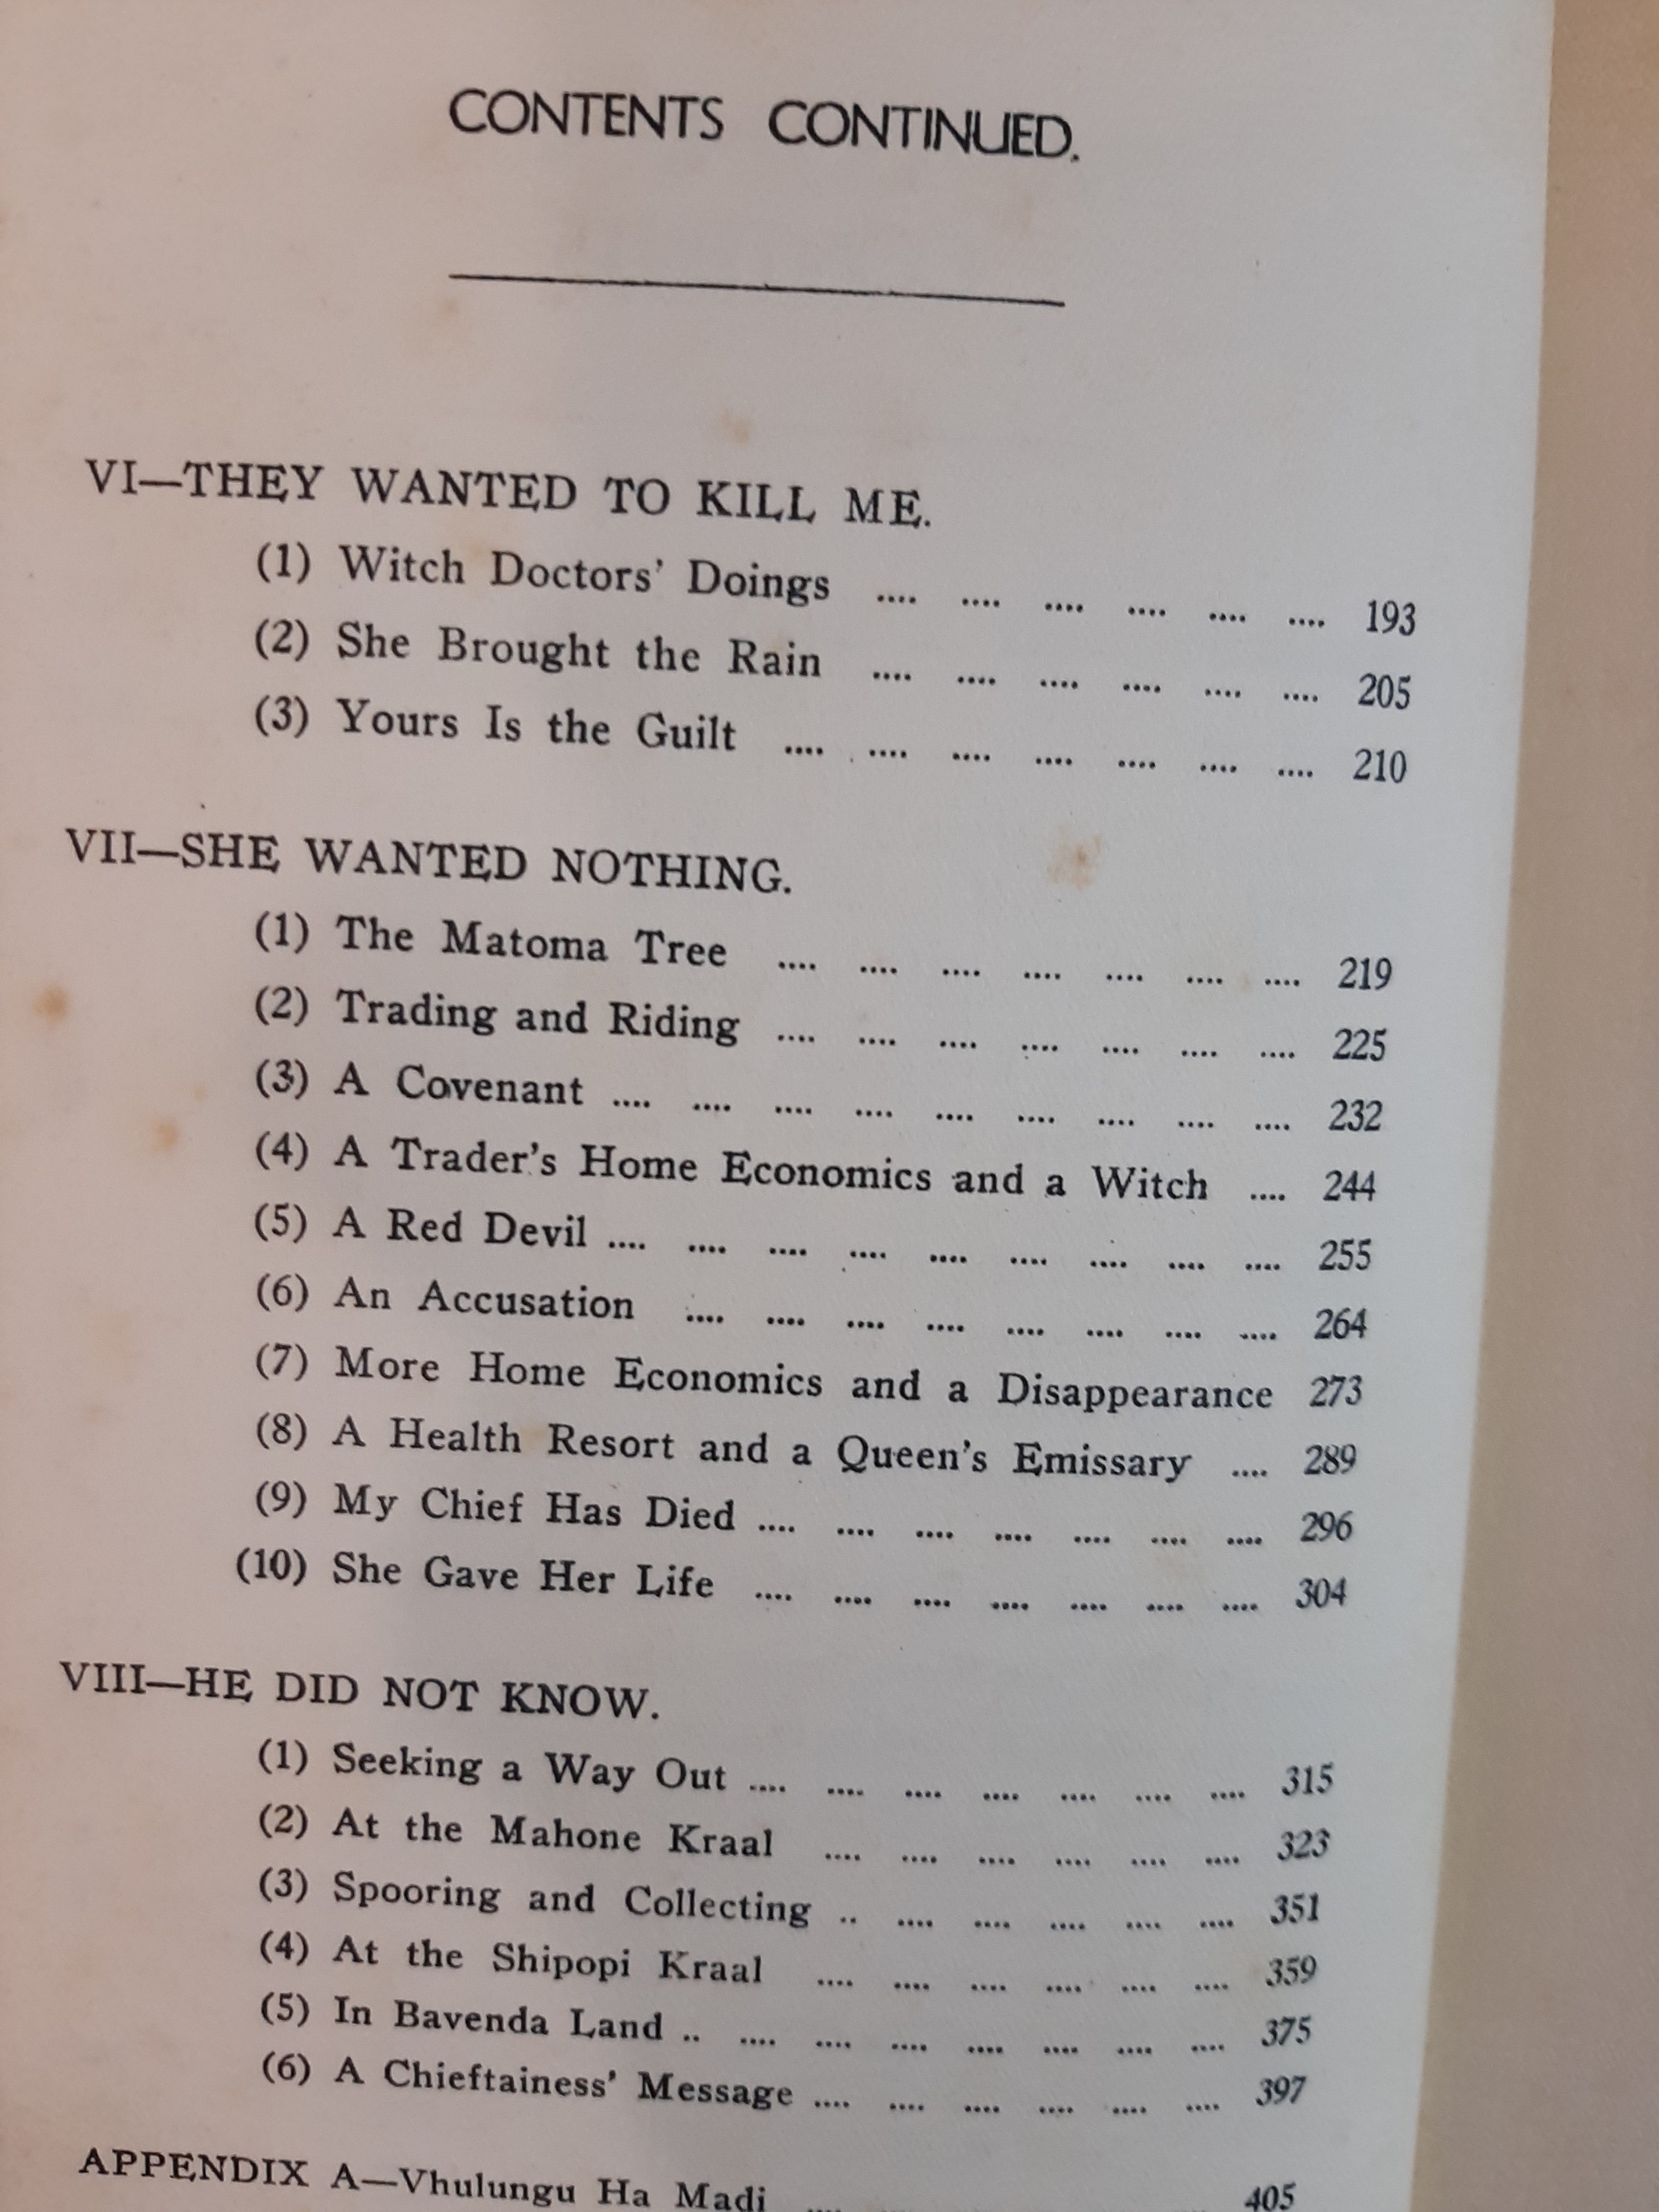 CONTENTS CONTINUED.
VI—THEY WANTED TO KILL ME.
(1) Witch Doctors' Doings .... .... .... .... .... .... 193
(2) She Brought the Rain .... .... .... .... .... .... 205
(3) Yours Is the Guilt .... .... .... .... .... .... .... 210
VII—SHE WANTED NOTHING.
(1) The Matoma Tree .... .... .... .... .... .... .... 219
(2) Trading and Riding .... .... .... .... .... .... .... 225
(3) A Covenant .... .... .... .... .... .... .... .... .... 232
(4) A Trader's Home Economics and a Witch .... 244
(5) A Red Devil .... .... .... .... .... .... .... .... .... 255
(6) An Accusation .... .... .... .... .... .... .... .... 264
(7) More Home Economics and a Disappearance 273
(8) A Health Resort and a Queen's Emissary .... 289
(9) My Chief Has Died .... .... .... .... .... .... .... 296
(10) She Gave Her Life .... .... .... .... .... .... .... 304
VIII—HE DID NOT KNOW.
(1) Seeking a Way Out .... .... .... .... .... .... .... 315
(2) At the Mahone Kraal .... .... .... .... .... .... 323
(3) Spooring and Collecting .. .... .... .... .... .... 351
(4) At the Shipopi Kraal .... .... .... .... .... .... 359
(5) In Bavenda Land .. .... .... .... .... .... .... .... 375
(6) A Chieftainess' Message .... .... .... .... .... .... 397
APPENDIX A—Vhulungu Ha Madi .... .... .... .... .... .... 405